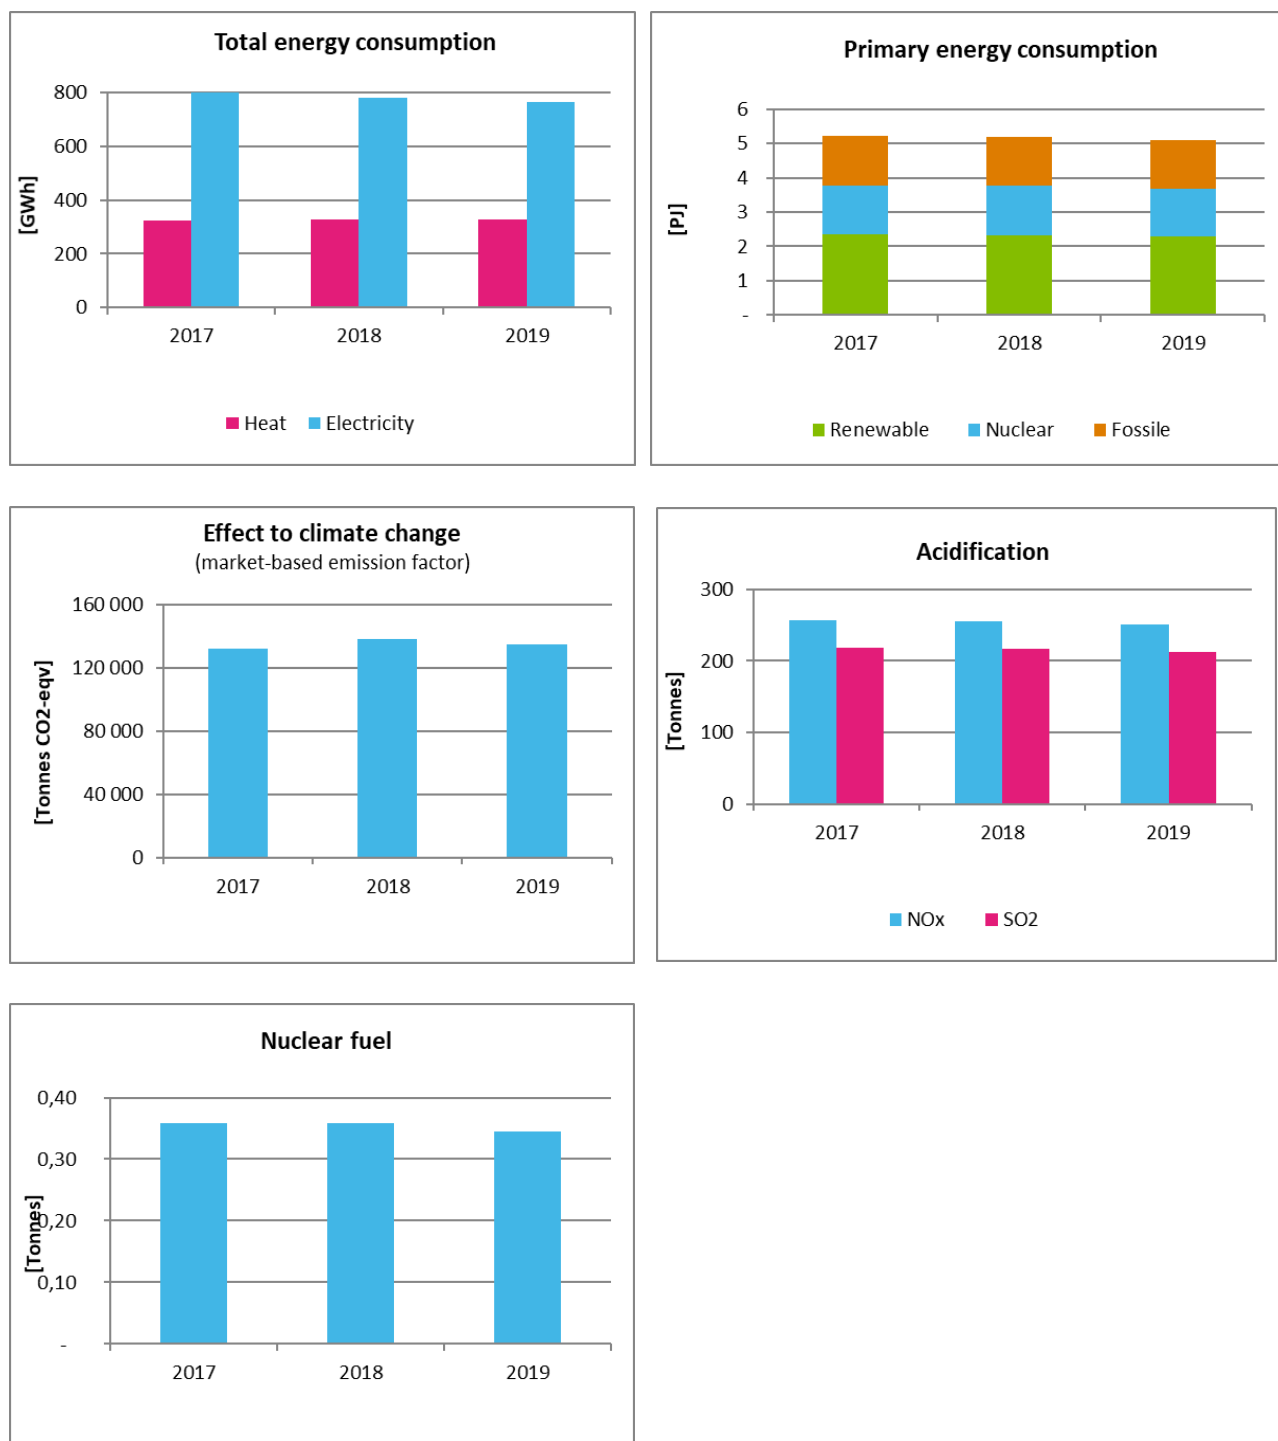 Total energy consumption
[GWh]
800
600
400
200
0
2017 2018 2019
Heat Electricity
Primary energy consumption
[PJ]
6
5
4
3
2
1
-
2017 2018 2019
Renewable Nuclear Fossile
Effect to climate change
(market-based emission factor)
[Tonnes CO2-eqv]
160 000
120 000
80 000
40 000
0
2017 2018 2019
Acidification
[Tonnes]
300
200
100
0
2017 2018 2019
NOx SO2
Nuclear fuel
[Tonnes]
0,40
0,30
0,20
0,10
-
2017 2018 2019